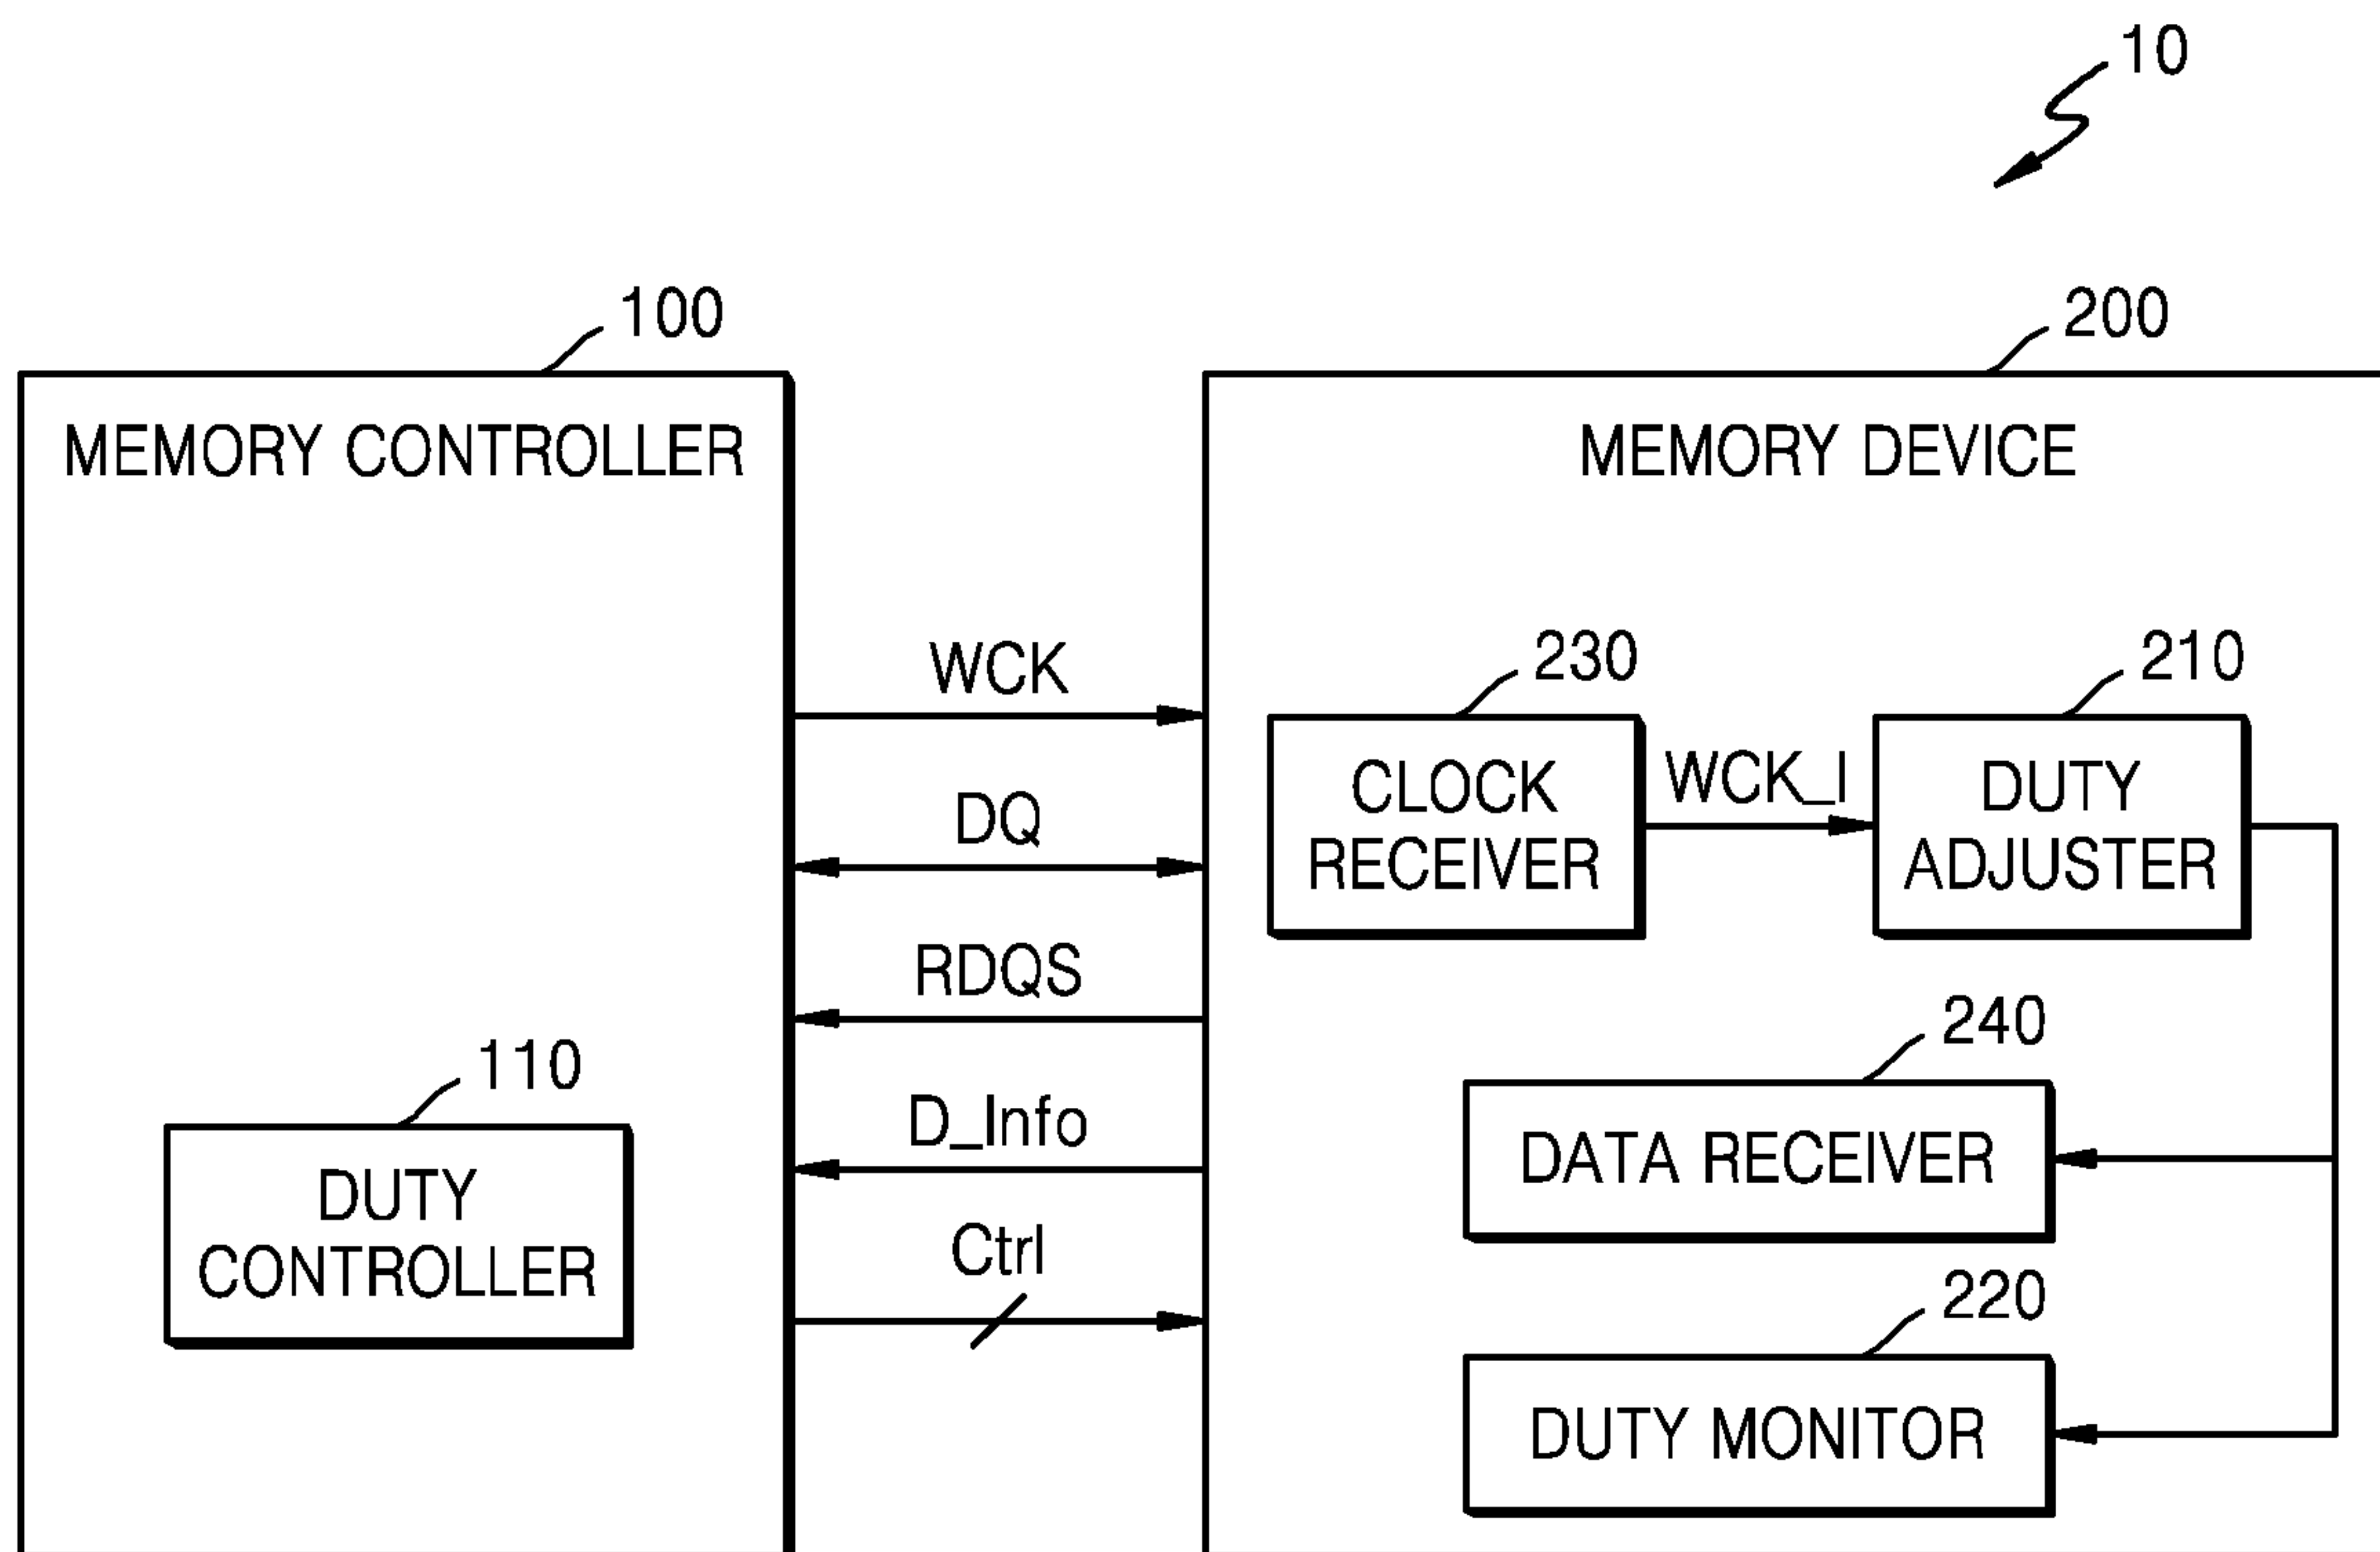 10
100
200
MEMORY CONTROLLER
MEMORY DEVICE
WCK
DQ
RDQS
D_Info
Ctrl
110
DUTY
CONTROLLER
230
CLOCK
RECEIVER
WCK_I
210
DUTY
ADJUSTER
240
DATA RECEIVER
220
DUTY MONITOR